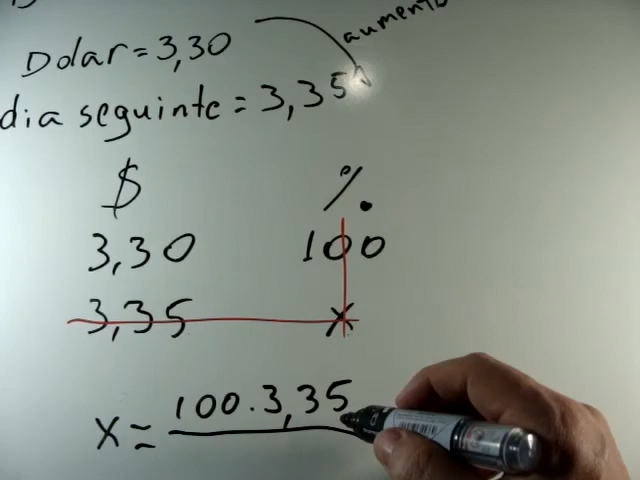 aumento
Dolar = 3,30
dia seguinte = 3,35
$ %.
3,30 100
3,35 x
x = 100.3,35